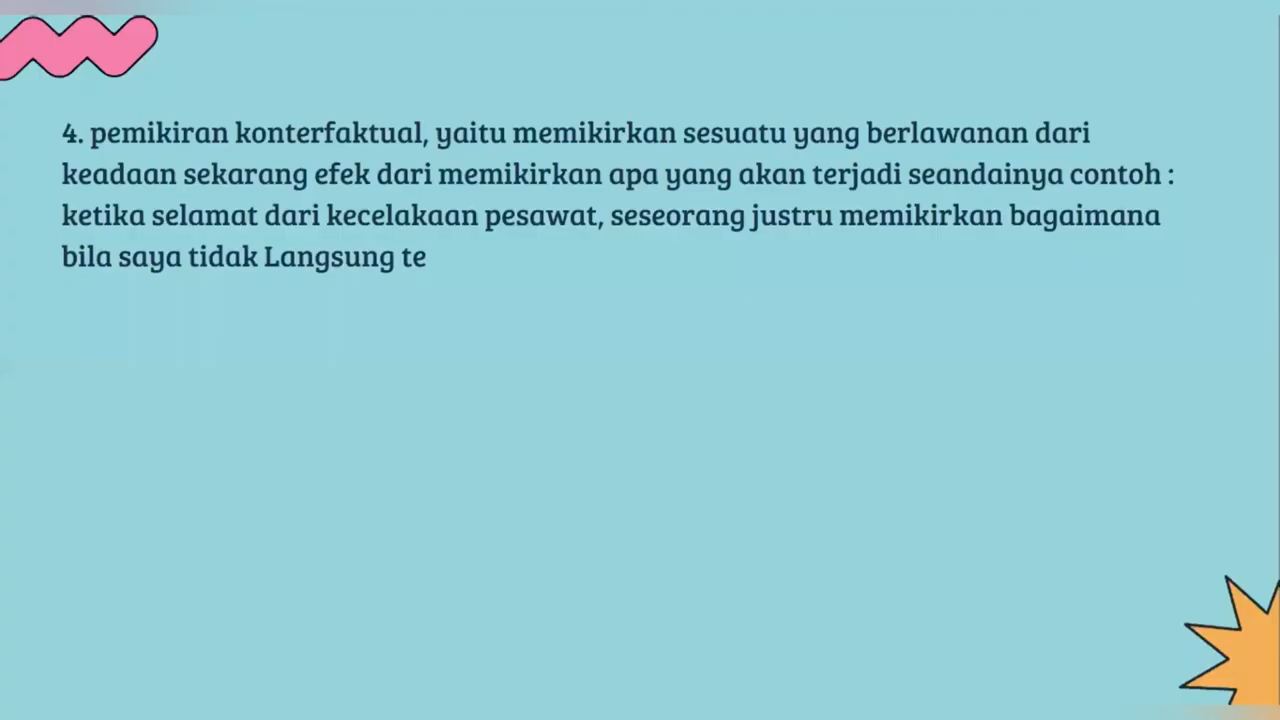 4. pemikiran konterfaktual, yaitu memikirkan sesuatu yang berlawanan dari
keadaan sekarang efek dari memikirkan apa yang akan terjadi seandainya contoh :
ketika selamat dari kecelakaan pesawat, seseorang justru memikirkan bagaimana
bila saya tidak Langsung te